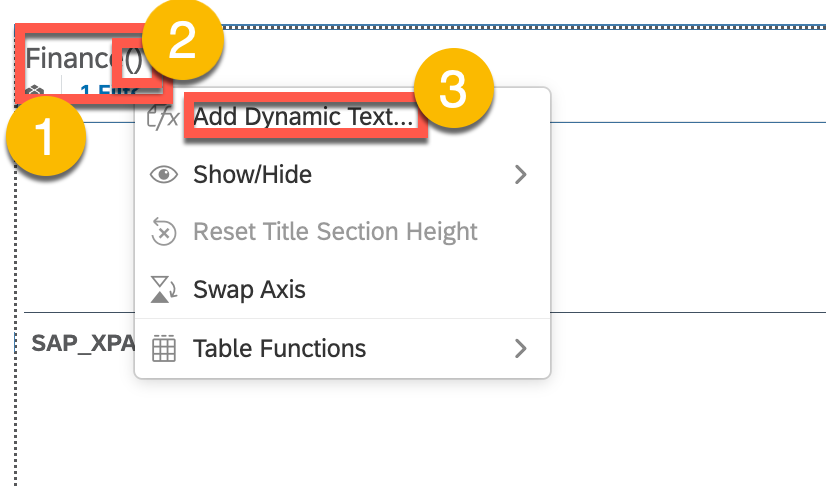 2
Finance()
3
1 Filte
1
Add Dynamic Text...
Show/Hide
Reset Title Section Height
Swap Axis
SAP_XPA
Table Functions